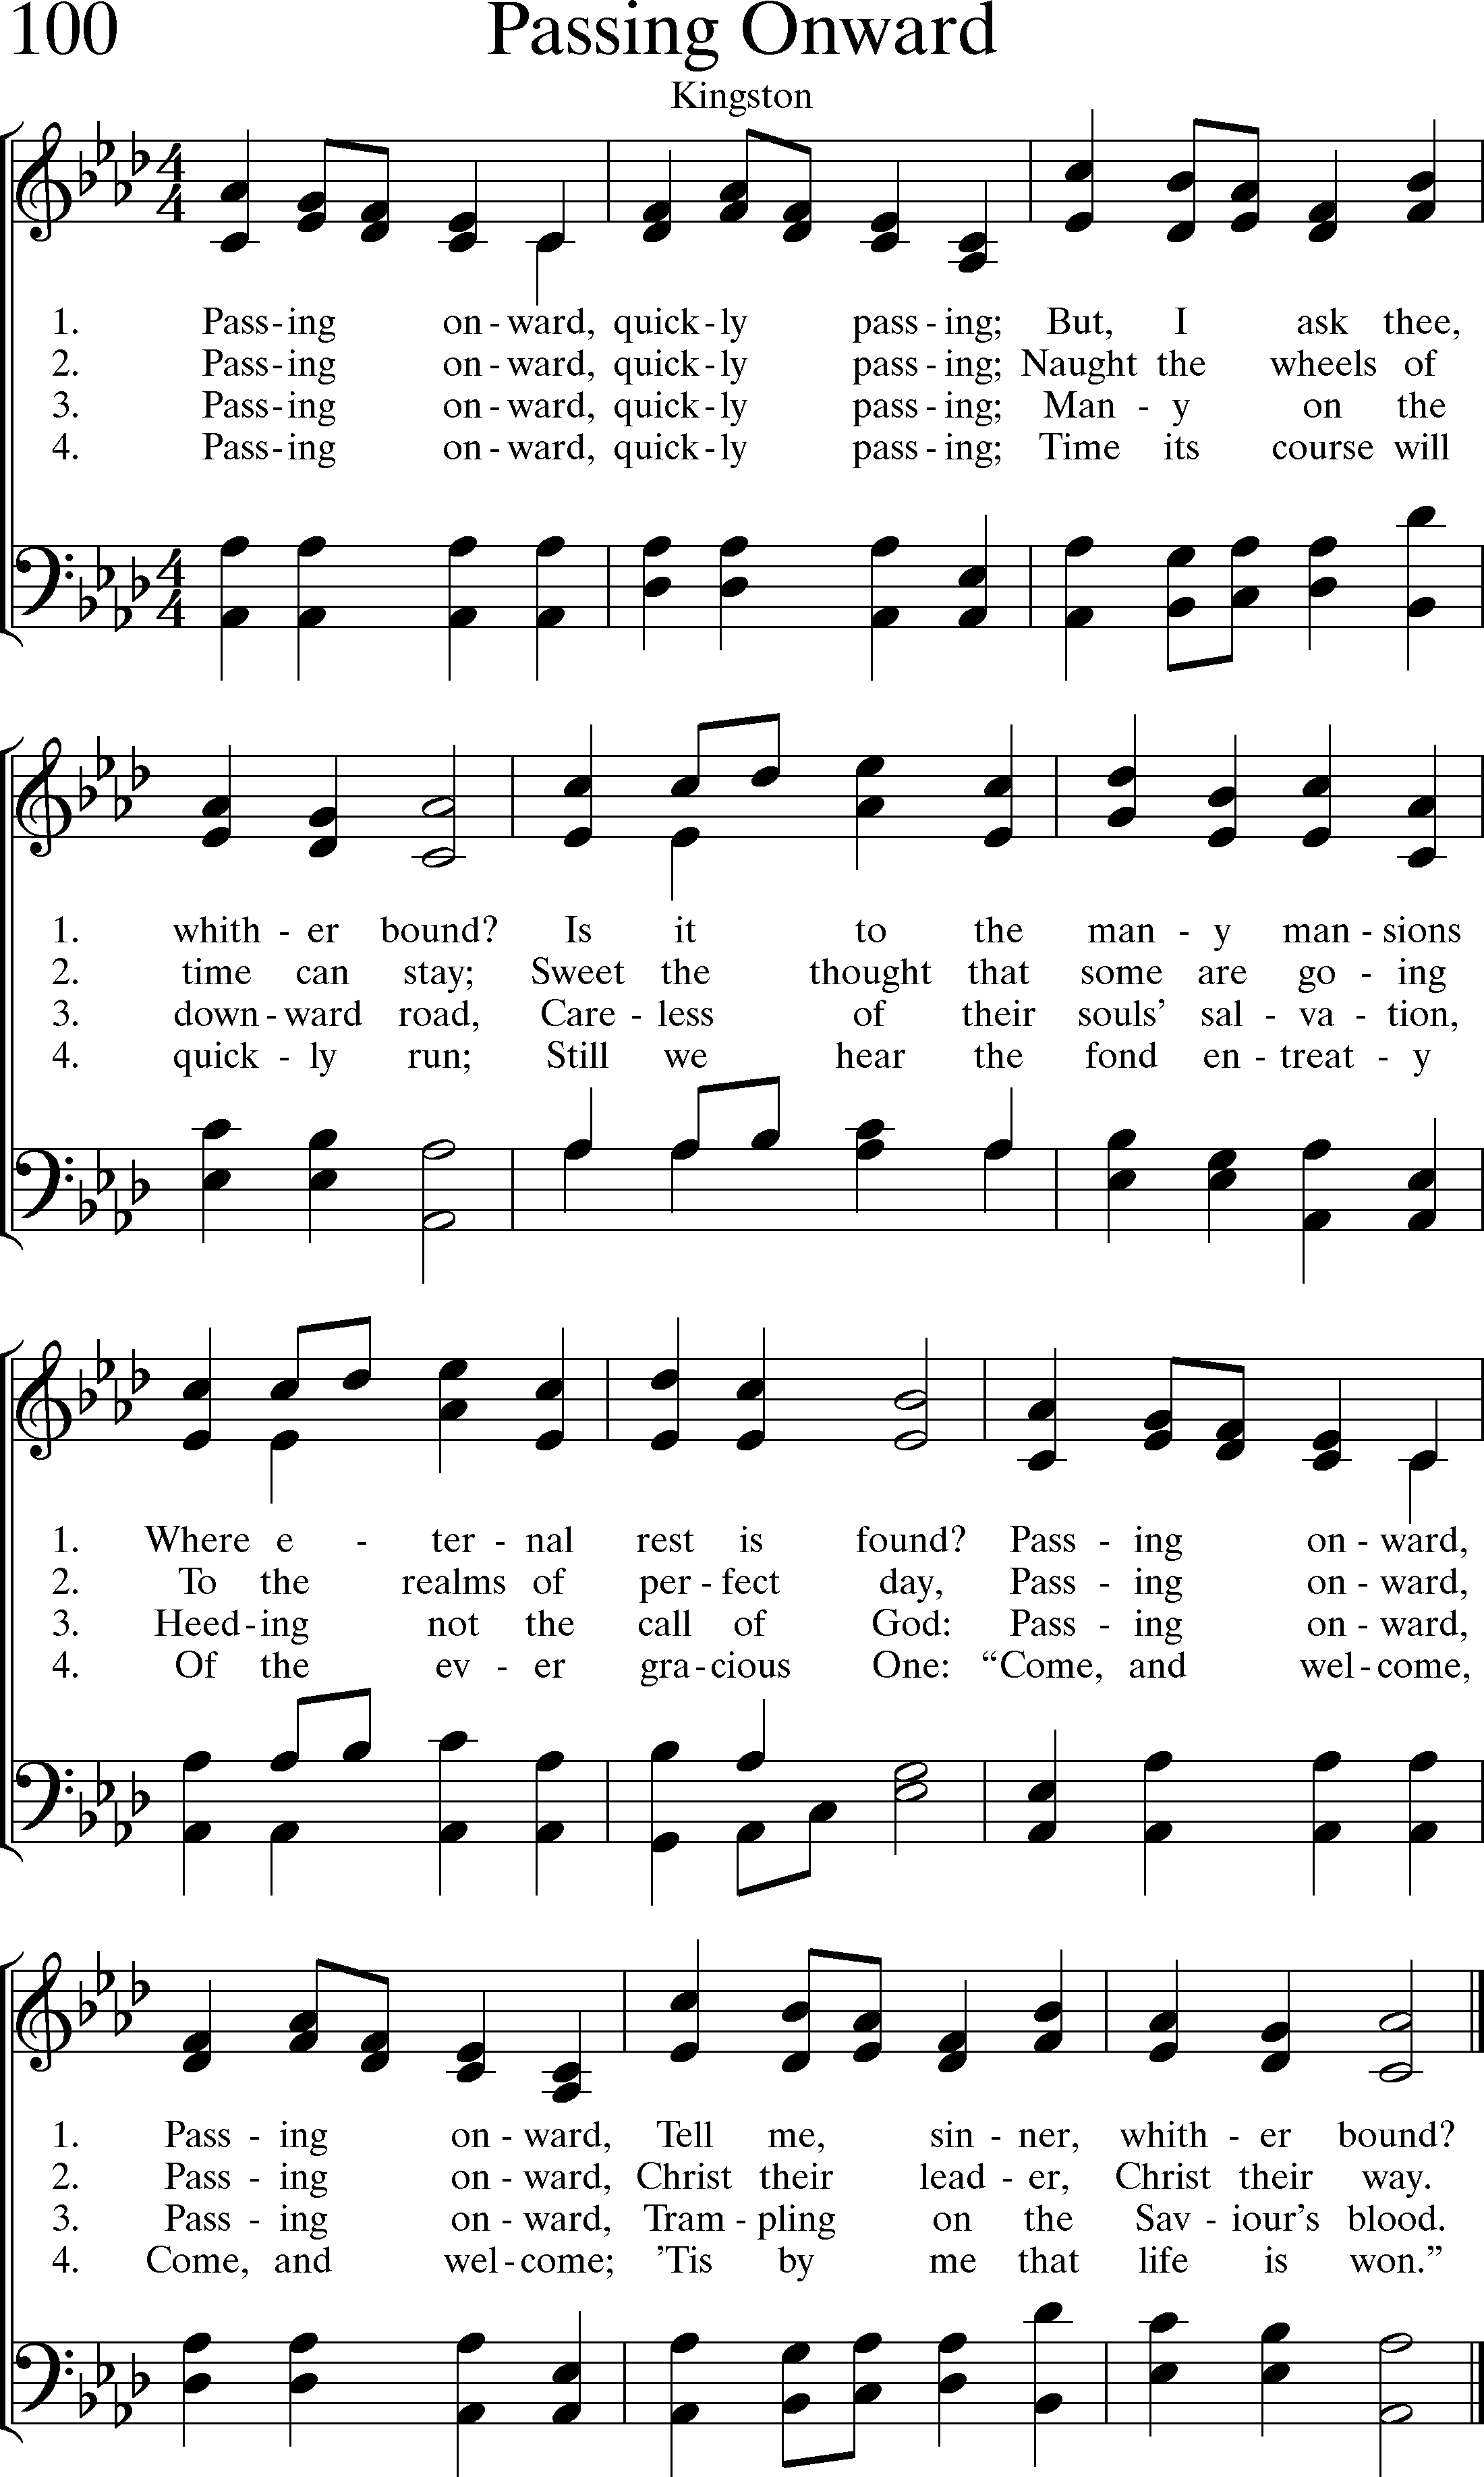 100 Passing Onward
Kingston
1. Pass-ing on-ward, quick-ly pass-ing; But, I ask thee,
2. Pass-ing on-ward, quick-ly pass-ing; Naught the wheels of
3. Pass-ing on-ward, quick-ly pass-ing; Man-y on the
4. Pass-ing on-ward, quick-ly pass-ing; Time its course will
1. whith-er bound? Is it to the man-y man-sions
2. time can stay; Sweet the thought that some are go-ing
3. down-ward road, Care-less of their souls' sal-va-tion,
4. quick-ly run; Still we hear the fond en-treat-y
1. Where e-ter-nal rest is found? Pass-ing on-ward,
2. To the realms of per-fect day, Pass-ing on-ward,
3. Heed-ing not the call of God: Pass-ing on-ward,
4. Of the ev-er gra-cious One: “Come, and wel-come,
1. Pass-ing on-ward, Tell me, sin-ner, whith-er bound?
2. Pass-ing on-ward, Christ their lead-er, Christ their way.
3. Pass-ing on-ward, Tram-pling on the Sav-iour's blood.
4. Come, and wel-come; 'Tis by me that life is won.”